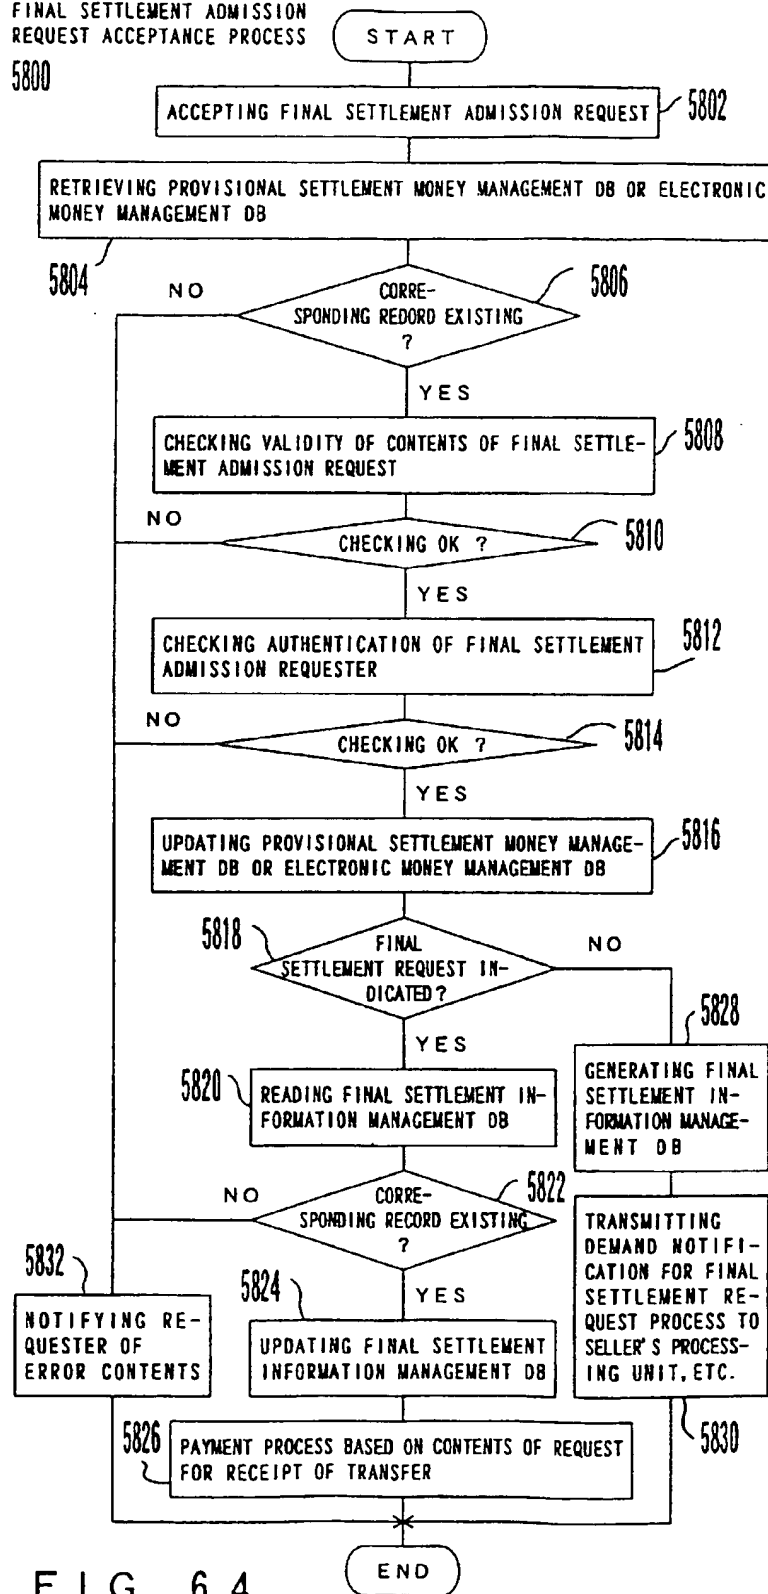 FINAL SETTLEMENT ADMISSION
REQUEST ACCEPTANCE PROCESS
5800
START
ACCEPTING FINAL SETTLEMENT ADMISSION REQUEST
5802
RETRIEVING PROVISIONAL SETTLEMENT MONEY MANAGEMENT DB OR ELECTRONIC
MONEY MANAGEMENT DB
5804
NO
CORRE-
SPONDING REDORD EXISTING
?
5806
YES
CHECKING VALIDITY OF CONTENTS OF FINAL SETTLE-
MENT ADMISSION REQUEST
5808
NO
CHECKING OK ?
5810
YES
CHECKING AUTHENTICATION OF FINAL SETTLEMENT
ADMISSION REQUESTER
5812
NO
CHECKING OK ?
5814
YES
UPDATING PROVISIONAL SETTLEMENT MONEY MANAGE-
MENT DB OR ELECTRONIC MONEY MANAGEMENT DB
5816
5818
FINAL
SETTLEMENT REQUEST IN-
DICATED?
NO
YES
5828
5820
READING FINAL SETTLEMENT IN-
FORMATION MANAGEMENT DB
GENERATING FINAL
SETTLEMENT IN-
FORMATION MANAGE-
MENT DB
NO
CORRE-
SPONDING RECORD EXISTING
?
5822
YES
TRANSMITTING
DEMAND NOTIFI-
CATION FOR FINAL
SETTLEMENT RE-
QUEST PROCESS TO
SELLER'S PROCESS-
ING UNIT, ETC.
5830
5832
NOTIFYING RE-
QUESTER OF
ERROR CONTENTS
5824
UPDATING FINAL SETTLEMENT
INFORMATION MANAGEMENT DB
5826
PAYMENT PROCESS BASED ON CONTENTS OF REQUEST
FOR RECEIPT OF TRANSFER
END
FIG. 64